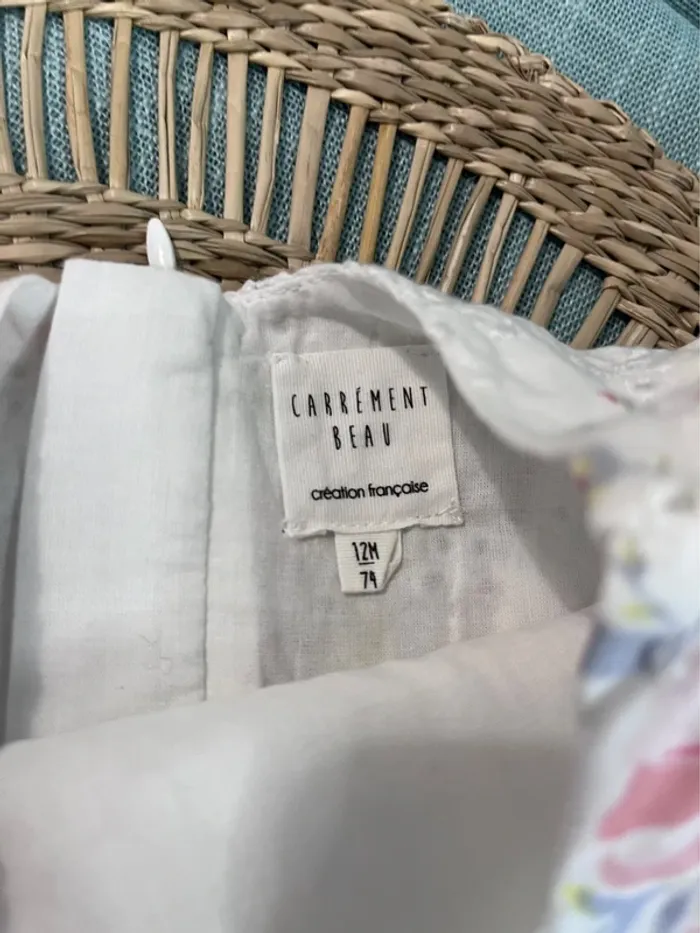 CARRÉMENT
BEAU
création française
12M
74